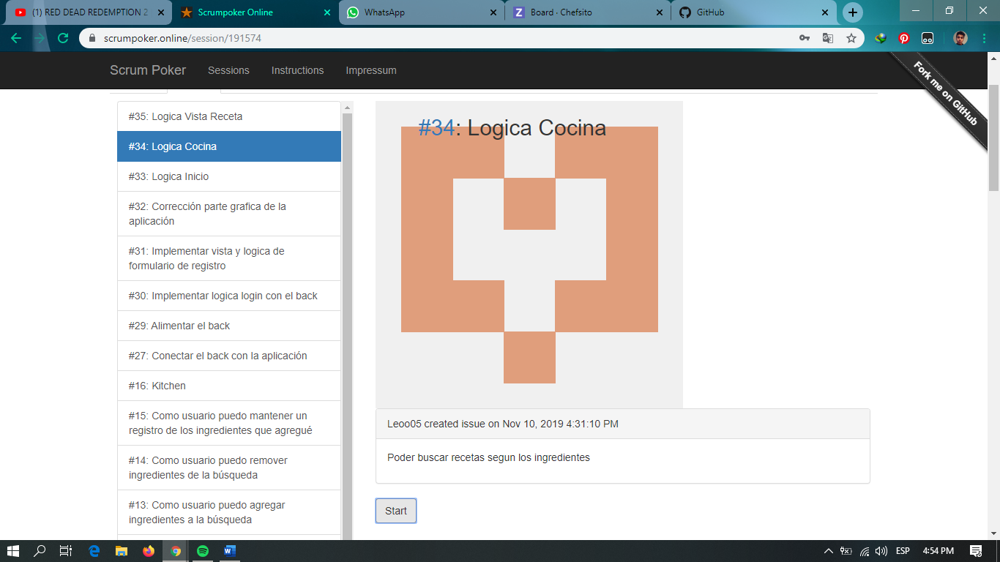 (1) RED DEAD REDEMPTION 2
Scrumpoker Online
WhatsApp
Board · Chefsito
GitHub
scrumpoker.online/session/191574
Scrum Poker
Sessions
Instructions
Impressum
Fork me on GitHub
#35: Logica Vista Receta
#34: Logica Cocina
#33: Logica Inicio
#32: Corrección parte grafica de la
aplicación
#31: Implementar vista y logica de
formulario de registro
#30: Implementar logica login con el back
#29: Alimentar el back
#27: Conectar el back con la aplicación
#16: Kitchen
#15: Como usuario puedo mantener un
registro de los ingredientes que agregué
#14: Como usuario puedo remover
ingredientes de la búsqueda
#13: Como usuario puedo agregar
ingredientes a la búsqueda
#34: Logica Cocina
Leoo05 created issue on Nov 10, 2019 4:31:10 PM
Poder buscar recetas segun los ingredientes
Start
ESP
4:54 PM